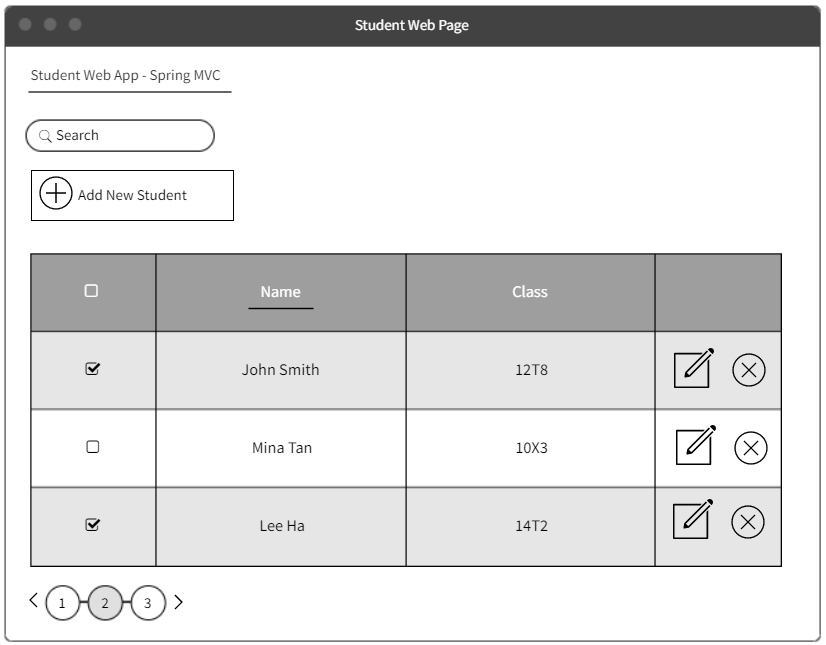 Student Web Page
Student Web App - Spring MVC
Search
Add New Student
Name Class
John Smith 12T8
Mina Tan 10X3
Lee Ha 14T2
1 2 3